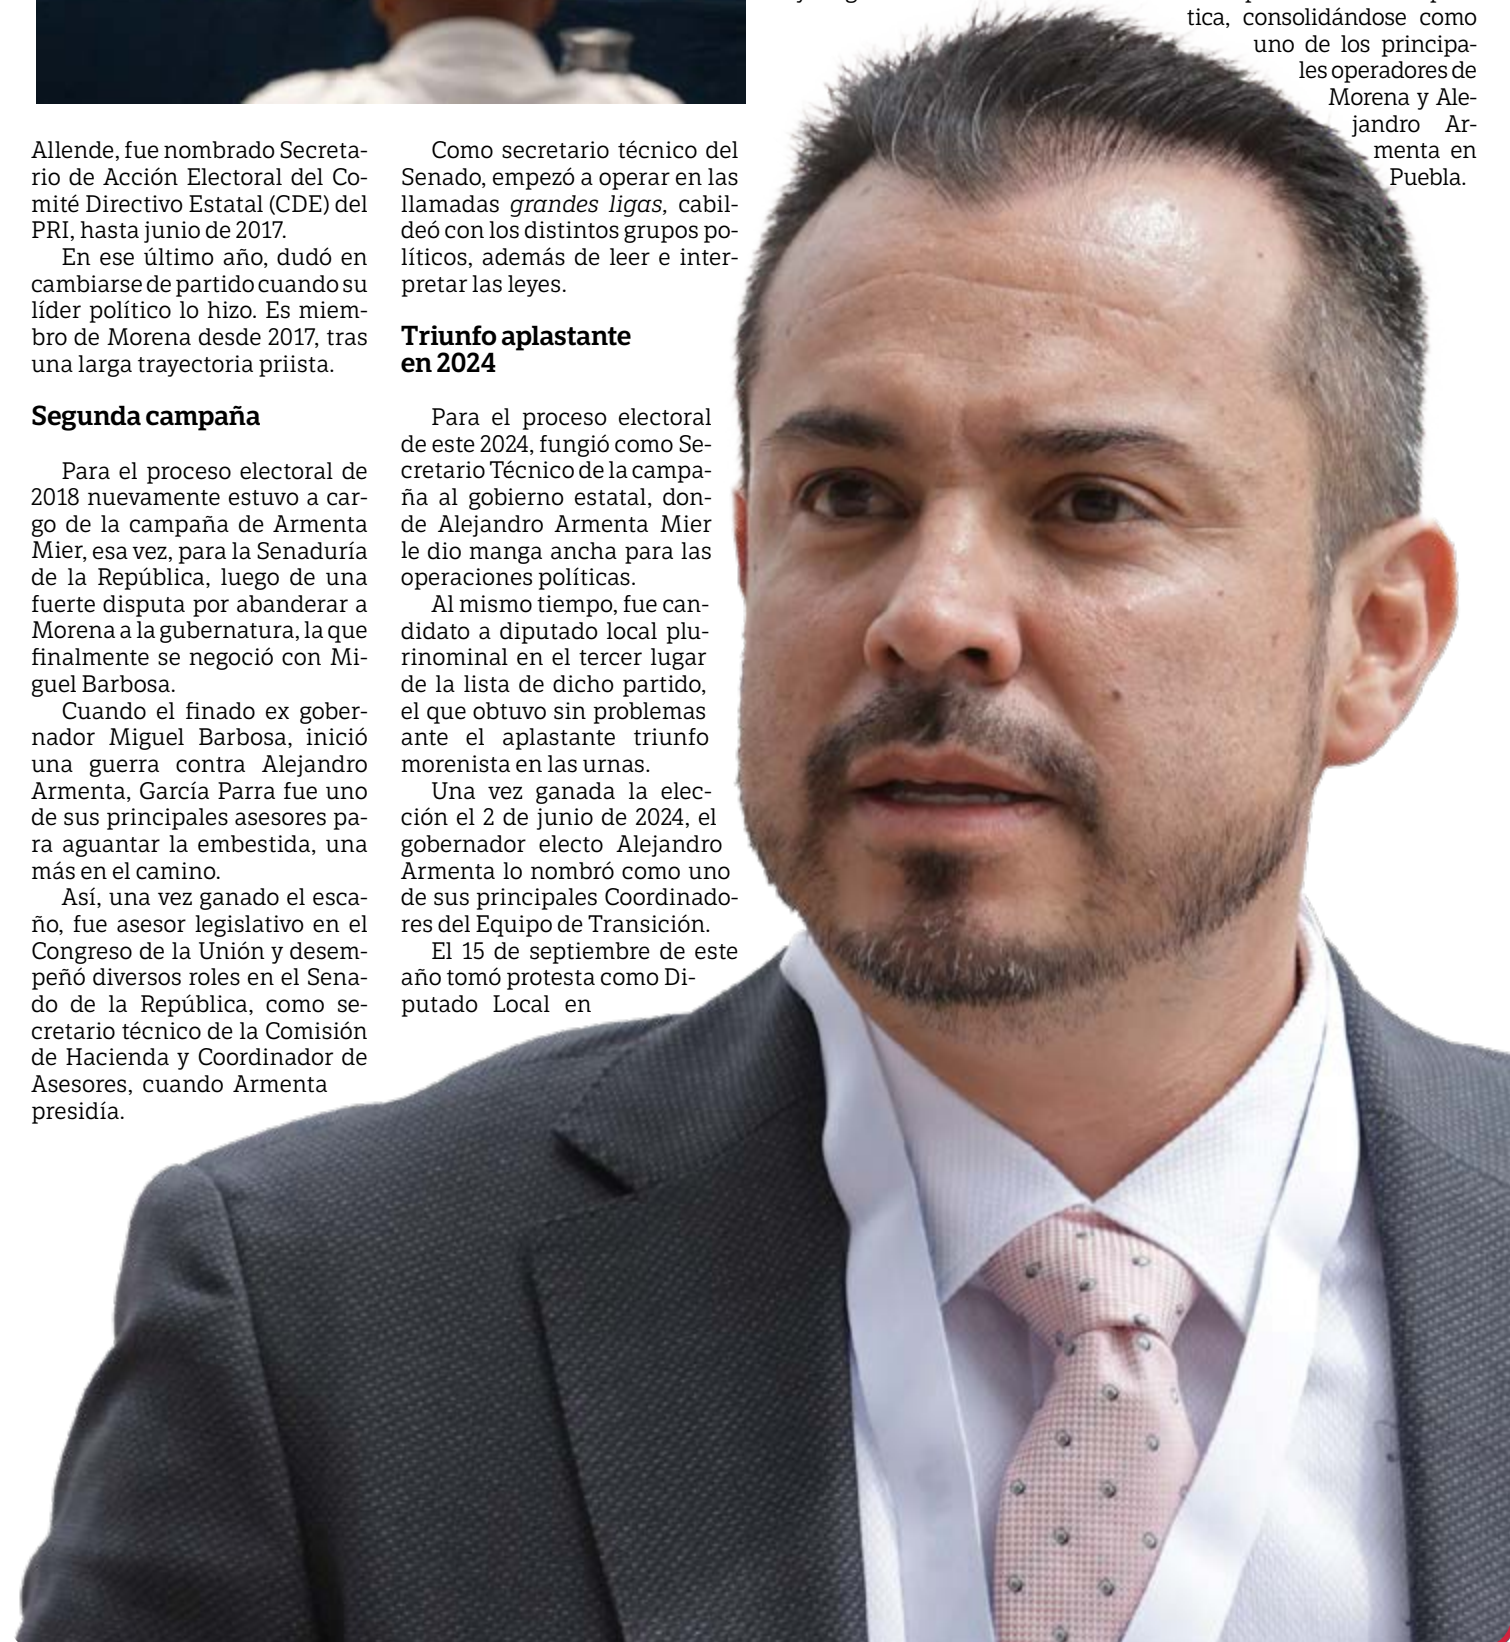 Allende, fue nombrado Secreta-
rio de Acción Electoral del Co-
mité Directivo Estatal (CDE) del
PRI, hasta junio de 2017.
En ese último año, dudó en
cambiarse de partido cuando su
líder político lo hizo. Es miem-
bro de Morena desde 2017, tras
una larga trayectoria priista.
Segunda campaña
Para el proceso electoral de
2018 nuevamente estuvo a car-
go de la campaña de Armenta
Mier, esa vez, para la Senaduría
de la República, luego de una
fuerte disputa por abanderar a
Morena a la gubernatura, la que
finalmente se negoció con Mi-
guel Barbosa.
Cuando el finado ex gober-
nador Miguel Barbosa, inició
una guerra contra Alejandro
Armenta, García Parra fue uno
de sus principales asesores pa-
ra aguantar la embestida, una
más en el camino.
Así, una vez ganado el esca-
ño, fue asesor legislativo en el
Congreso de la Unión y desem-
peñó diversos roles en el Sena-
do de la República, como se-
cretario técnico de la Comisión
de Hacienda y Coordinador de
Asesores, cuando Armenta
presidía.
Como secretario técnico del
Senado, empezó a operar en las
llamadas grandes ligas, cabil-
deó con los distintos grupos po-
líticos, además de leer e inter-
pretar las leyes.
Triunfo aplastante
en 2024
Para el proceso electoral
de este 2024, fungió como Se-
cretario Técnico de la campa-
ña al gobierno estatal, don-
de Alejandro Armenta Mier
le dio manga ancha para las
operaciones políticas.
Al mismo tiempo, fue can-
didato a diputado local plu-
rinominal en el tercer lugar
de la lista de dicho partido,
el que obtuvo sin problemas
ante el aplastante triunfo
morenista en las urnas.
Una vez ganada la elec-
ción el 2 de junio de 2024, el
gobernador electo Alejandro
Armenta lo nombró como uno
de sus principales Coordinado-
res del Equipo de Transición.
El 15 de septiembre de este
año tomó protesta como Di-
putado Local en
tica, consolidándose como
uno de los principa-
les operadores de
Morena y Ale-
jandro Ar-
menta en
Puebla.